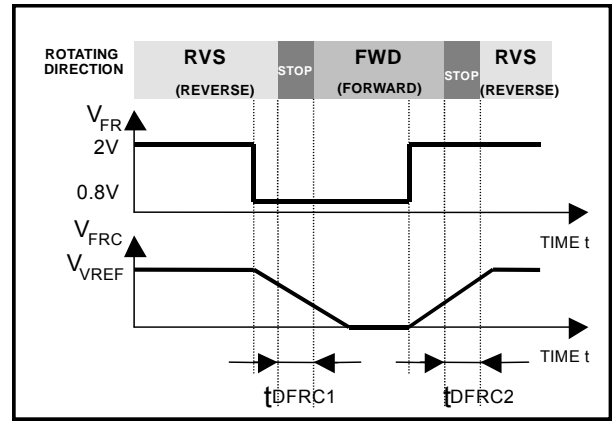 ROTATING
DIRECTION
RVS
(REVERSE)
STOP
FWD
(FORWARD)
STOP
RVS
(REVERSE)
VFR
2V
0.8V
TIME t
VFRC
VVREF
TIME t
tDFRC1
tDFRC2